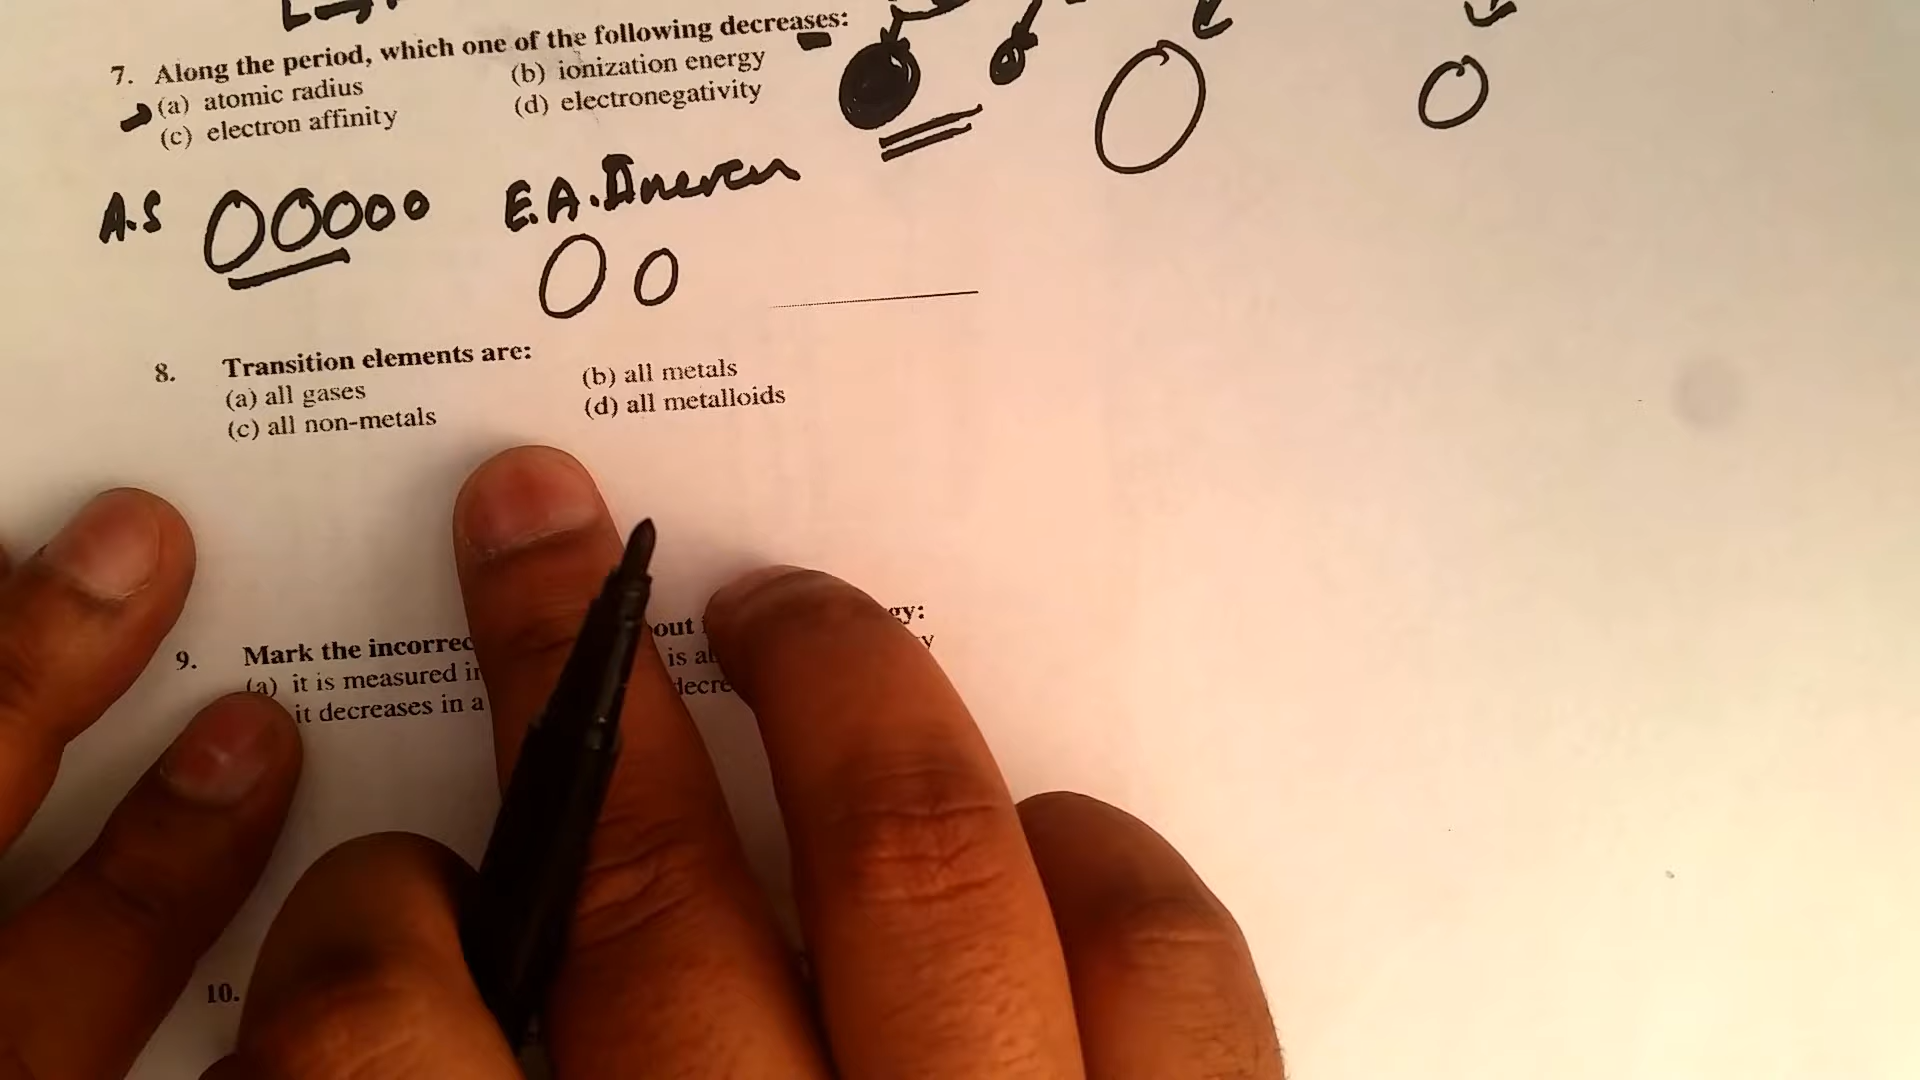 7. Along the period, which one of the following decreases:
(a) atomic radius (b) ionization energy
(c) electron affinity (d) electronegativity
A.S E.A.
8. Transition elements are:
(a) all gases (b) all metals
(c) all non-metals (d) all metalloids
9. Mark the incorrec out gy:
(a) it is measured in is y
it decreases in a decre
10.